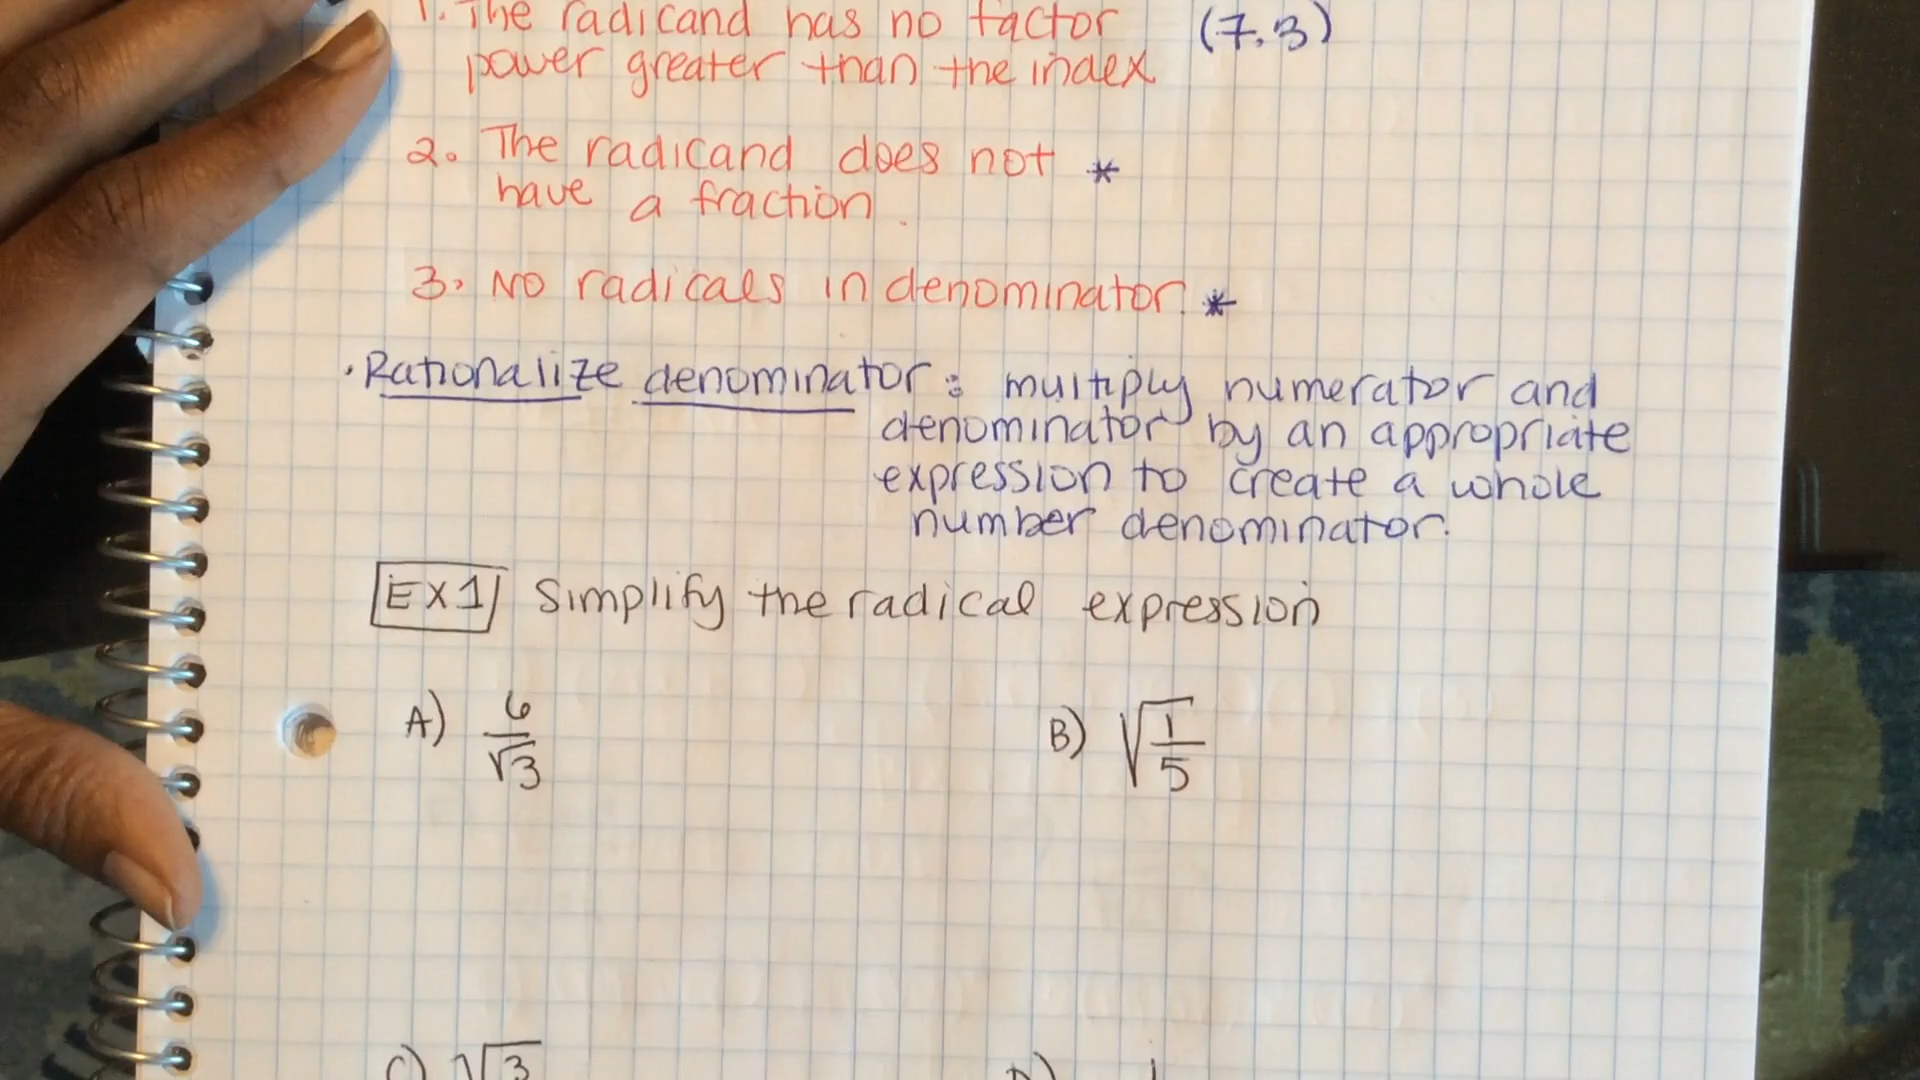 1. The radicand has no factor (7.3)
power greater than the index
2. The radicand does not *
have a fraction.
3. NO radicals in denominator. *
· Rationalize denominator : multiply numerator and
denominator by an appropriate
expression to create a whole
number denominator.
EX1 Simplify the radical expression
A) 6/√3 B) √1/5
C) √3 D) 1